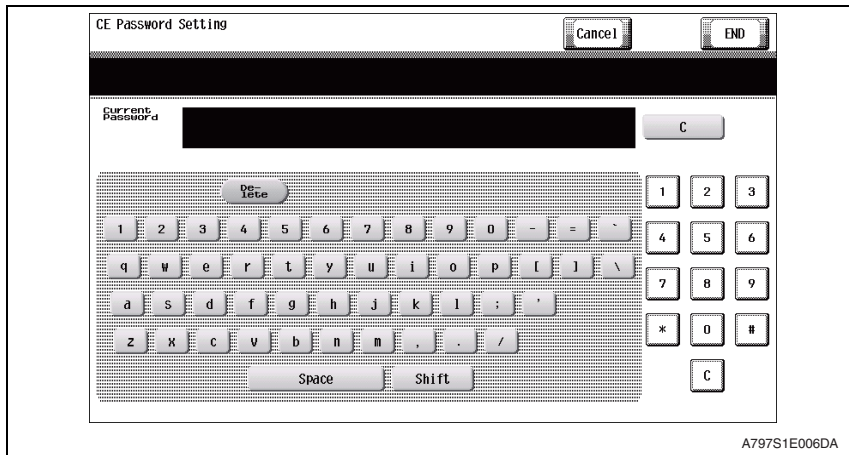 CE Password Setting
Cancel
END
Current
Password
C
De-
lete
1 2 3 4 5 6 7 8 9 0 - = `
q w e r t y u i o p [ ] \
a s d f g h j k l ; '
z x c v b n m , . /
Space Shift
1 2 3
4 5 6
7 8 9
* 0 #
C
A797S1E006DA